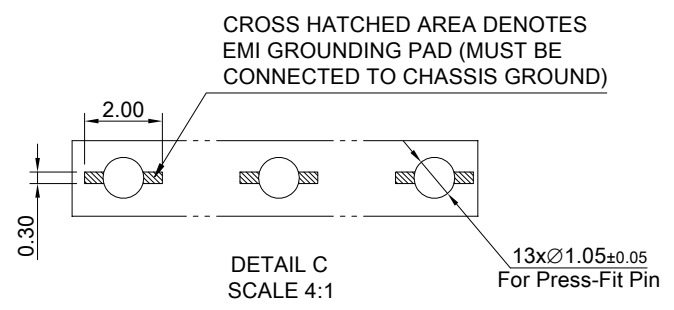 CROSS HATCHED AREA DENOTES
EMI GROUNDING PAD (MUST BE
CONNECTED TO CHASSIS GROUND)
2.00
0.30
13x∅1.05±0.05
For Press-Fit Pin
DETAIL C
SCALE 4:1